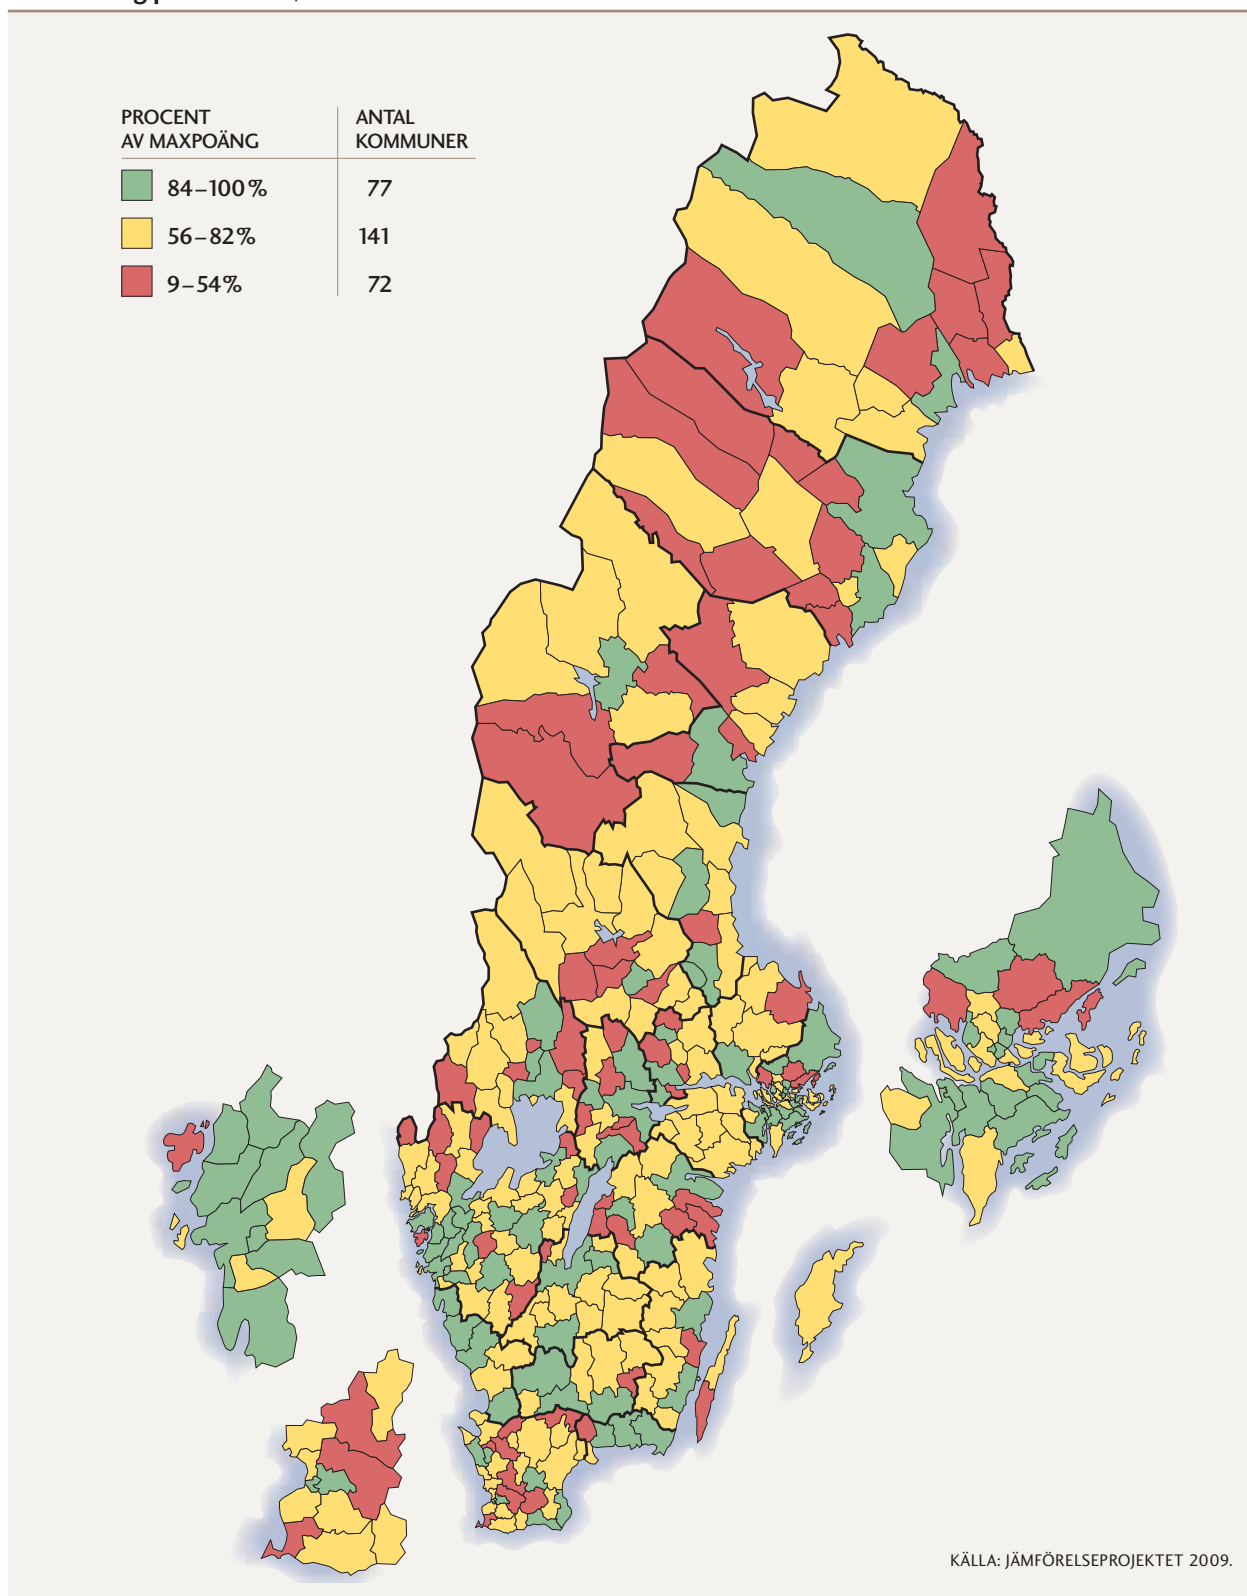 PROCENT
AV MAXPOÄNG
ANTAL
KOMMUNER
84–100% 77
56–82% 141
9–54% 72
KÄLLA: JÄMFÖRELSEPROJEKTET 2009.